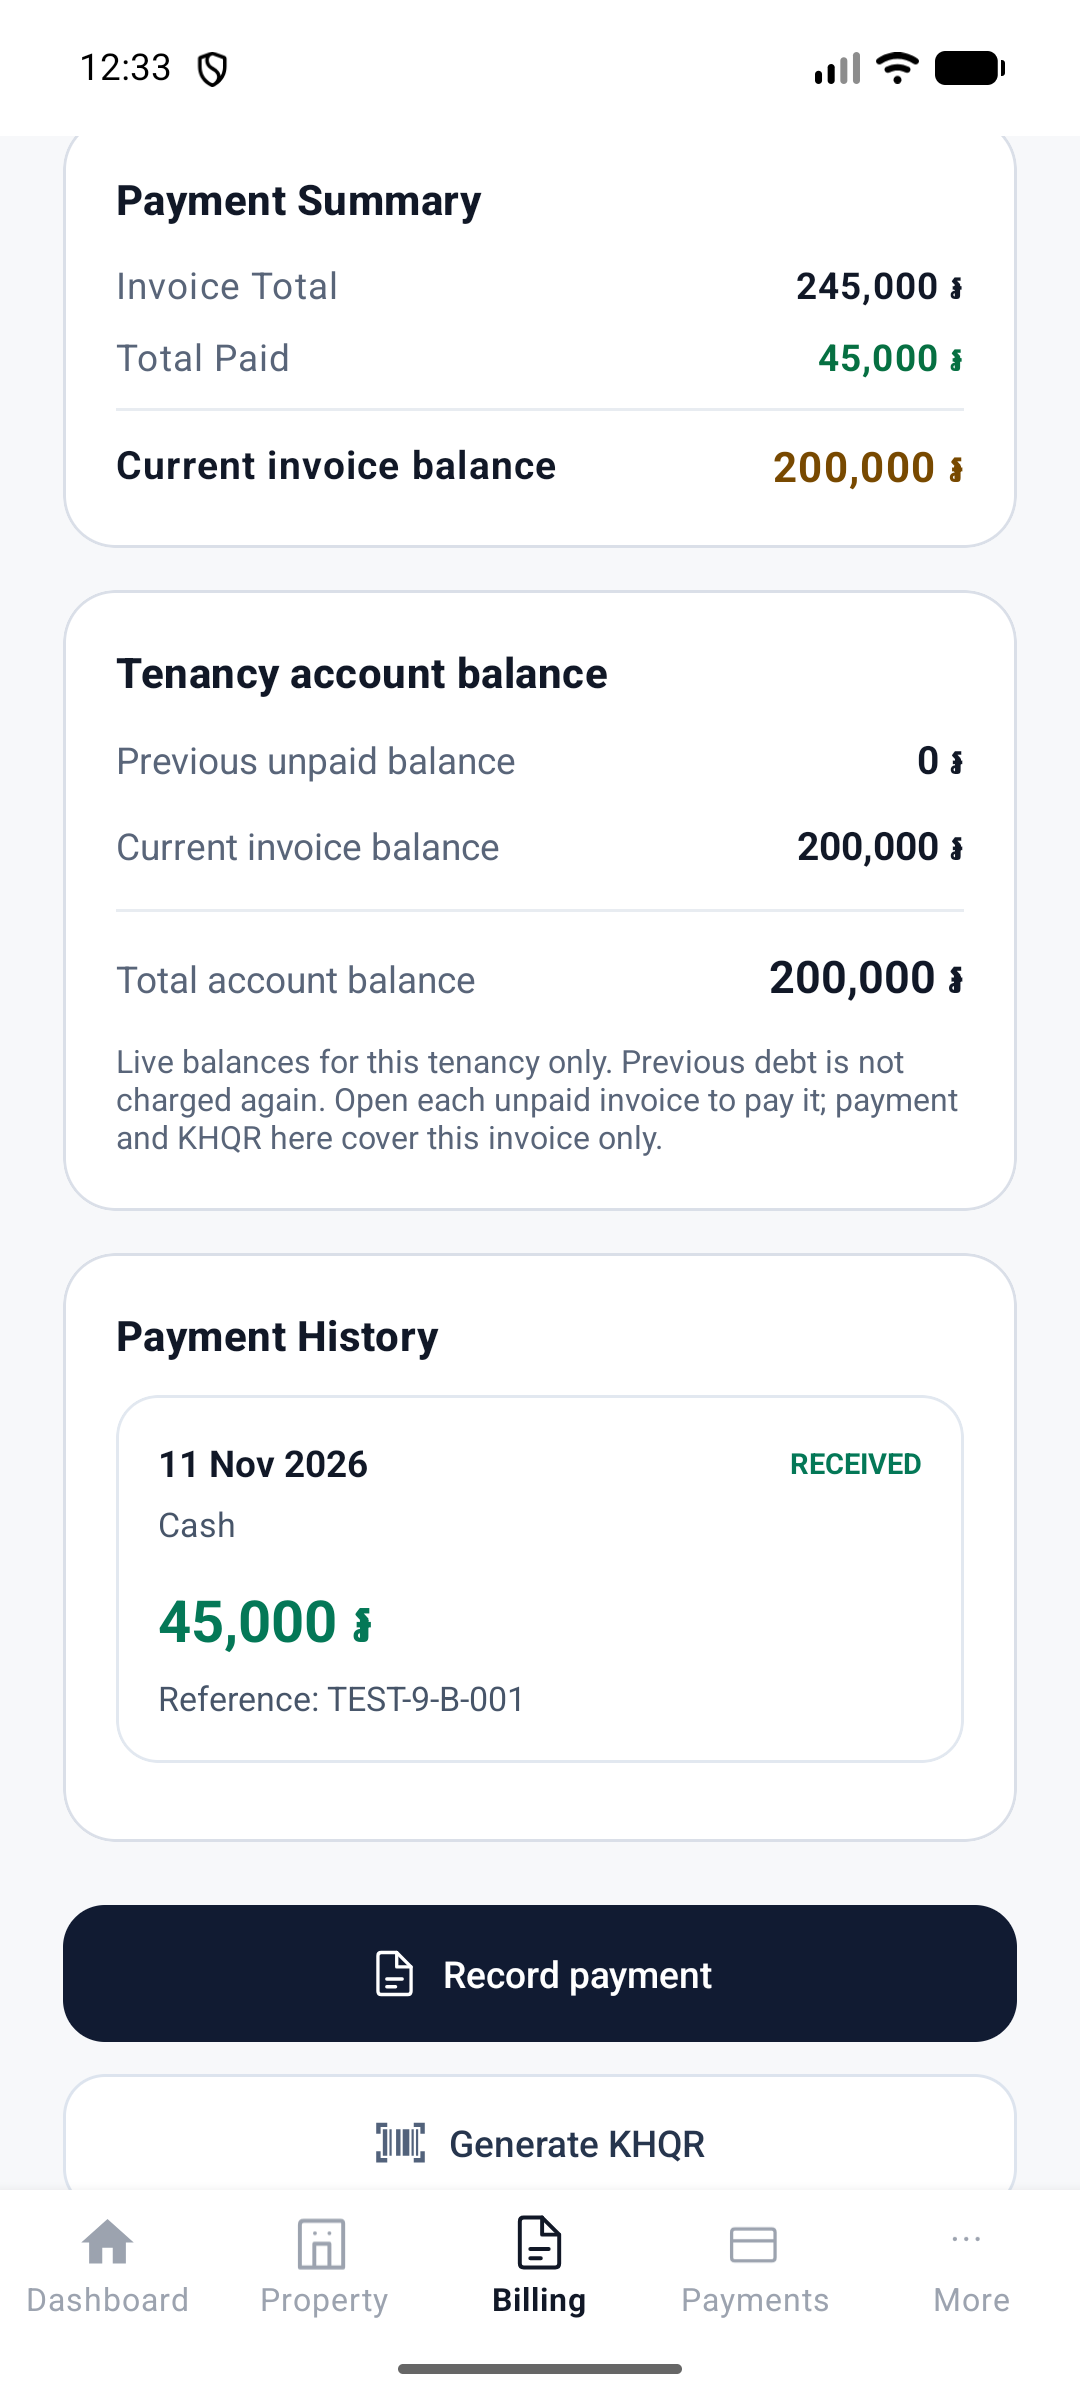 12:33
Payment Summary
Invoice Total 245,000 ៛
Total Paid 45,000 ៛
Current invoice balance 200,000 ៛
Tenancy account balance
Previous unpaid balance 0 ៛
Current invoice balance 200,000 ៛
Total account balance 200,000 ៛
Live balances for this tenancy only. Previous debt is not
charged again. Open each unpaid invoice to pay it; payment
and KHQR here cover this invoice only.
Payment History
11 Nov 2026 RECEIVED
Cash
45,000 ៛
Reference: TEST-9-B-001
Record payment
Generate KHQR
Dashboard Property Billing Payments More